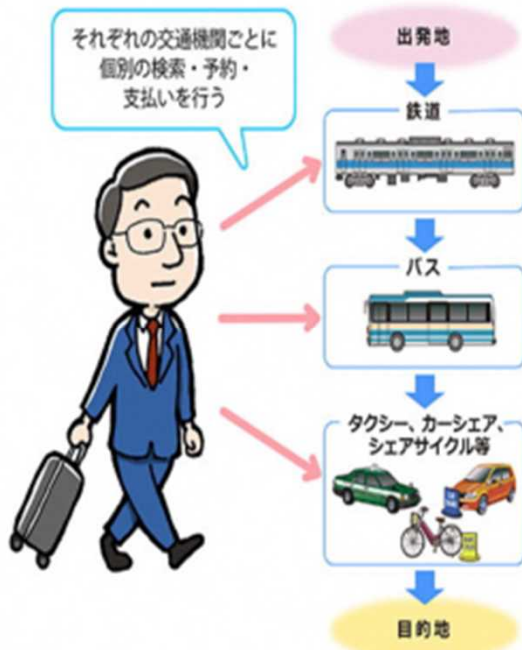 それぞれの交通機関ごとに
個別の検索・予約・
支払いを行う
出発地
鉄道
バス
タクシー、カーシェア、
シェアサイクル等
目的地